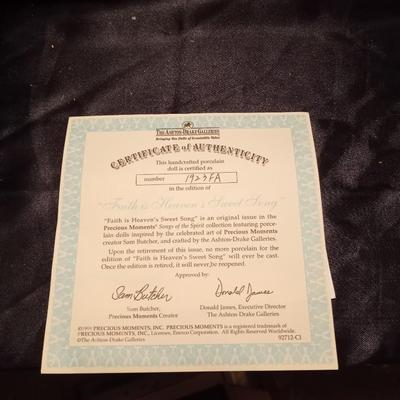 THE ASHTON-DRAKE GALLERIES
Bringing You Dolls of Irresistible Value
CERTIFICATE of AUTHENTICITY
This handcrafted porcelain
doll is certified as
number 1923FA
in the edition of
"Faith is Heaven's Sweet Song"
"Faith is Heaven's Sweet Song" is an original issue in the
Precious Moments® Songs of the Spirit collection featuring porce-
lain dolls inspired by the celebrated art of Precious Moments
creator Sam Butcher, and crafted by the Ashton-Drake Galleries.
Upon the retirement of this issue, no more porcelain for the
edition of "Faith is Heaven's Sweet Song" will ever be cast.
Once the edition is retired, it will never be reopened.
Approved by:
Sam Butcher Donald James
Sam Butcher, Donald James, Executive Director
Precious Moments Creator The Ashton-Drake Galleries
PRECIOUS MOMENTS, INC. PRECIOUS MOMENTS is a registered trademark of
PRECIOUS MOMENTS, INC., Licensee, Enesco Corporation. All Rights Reserved Worldwide.
©The Ashton-Drake Galleries 92712-C1